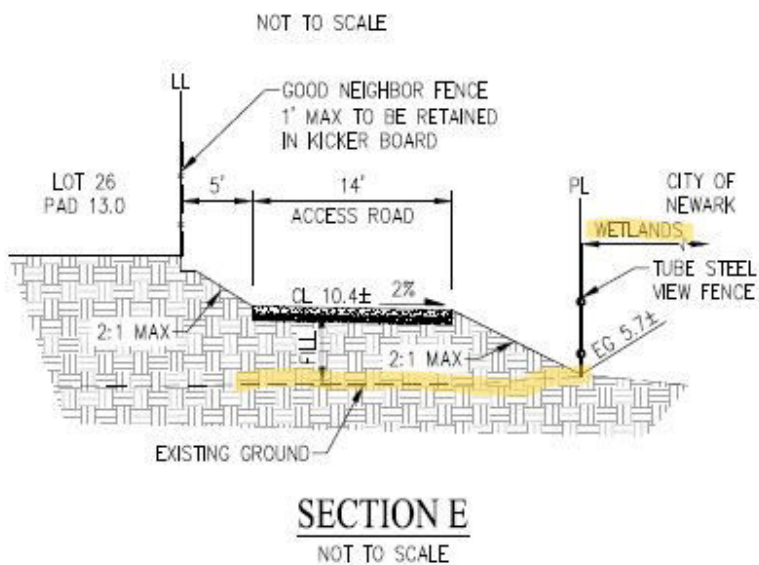 NOT TO SCALE
LL
GOOD NEIGHBOR FENCE
1' MAX TO BE RETAINED
IN KICKER BOARD
LOT 26
PAD 13.0
5'
14'
ACCESS ROAD
PL
CITY OF
NEWARK
WETLANDS
TUBE STEEL
VIEW FENCE
CL 10.4±
2%
2:1 MAX
FILL
2:1 MAX
EG 5.7±
EXISTING GROUND
SECTION E
NOT TO SCALE